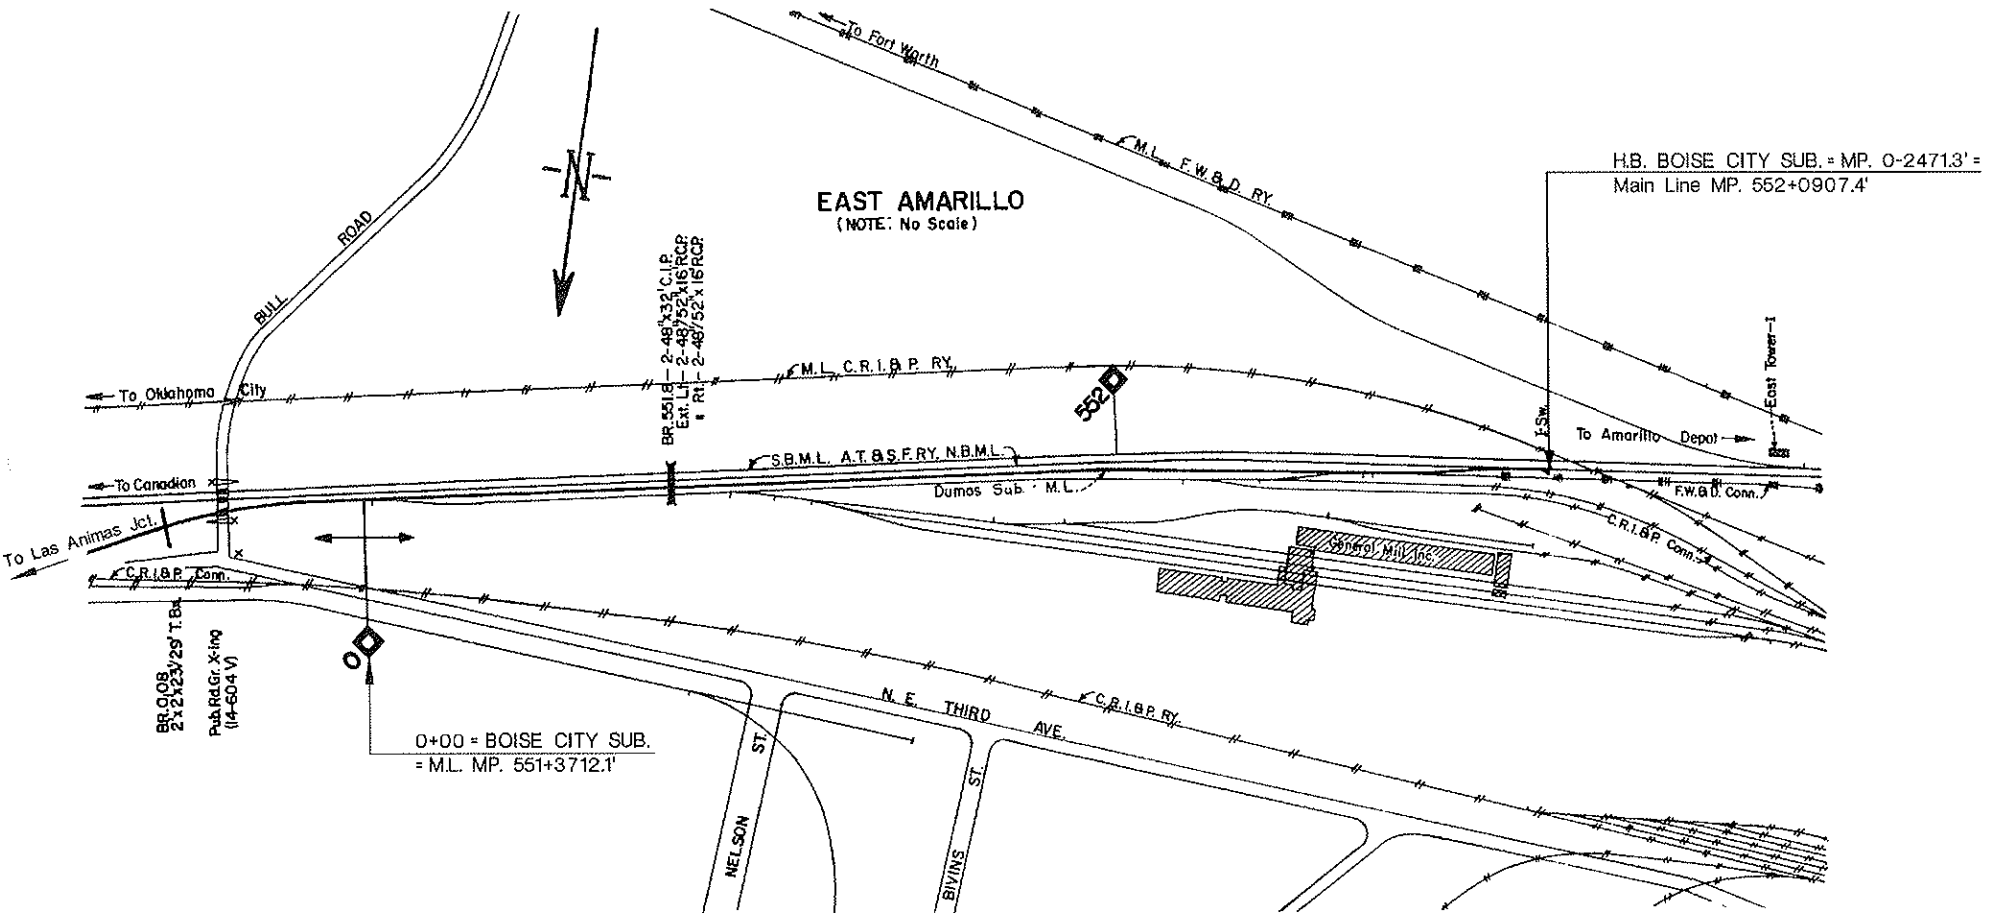 To Fort Worth
M.L. F.W.& D. RY.
H.B. BOISE CITY SUB. = MP. 0-2471.3' =
Main Line MP. 552+0907.4'
N
EAST AMARILLO
(NOTE: No Scale)
BULL ROAD
BR.551.8 - 2-48"x32' C.I.P.
Ext. Lt. - 2-48"/52"x16' RCP.
" Rt. - 2-48"/52"x16' RCP.
To Oklahoma City
M.L. C.R.I.& P. RY.
552
1-Sw.
East Tower-1
To Amarillo Depot
To Canadian
S.B.M.L. A.T.& S.F. RY. N.B.M.L.
Dumas Sub. M.L.
F.W.& D. Conn.
C.R.I.& P. Conn.
General Mill Inc.
To Las Animas Jct.
C.R.I.& P. Conn.
BR.0.08
Pub.Rd.Gr. X-ing
(14-604 V)
0
0+00 = BOISE CITY SUB.
= M.L. MP. 551+3712.1'
N. E. THIRD AVE.
C.R.I.& P. RY.
NELSON ST.
BIVINS ST.